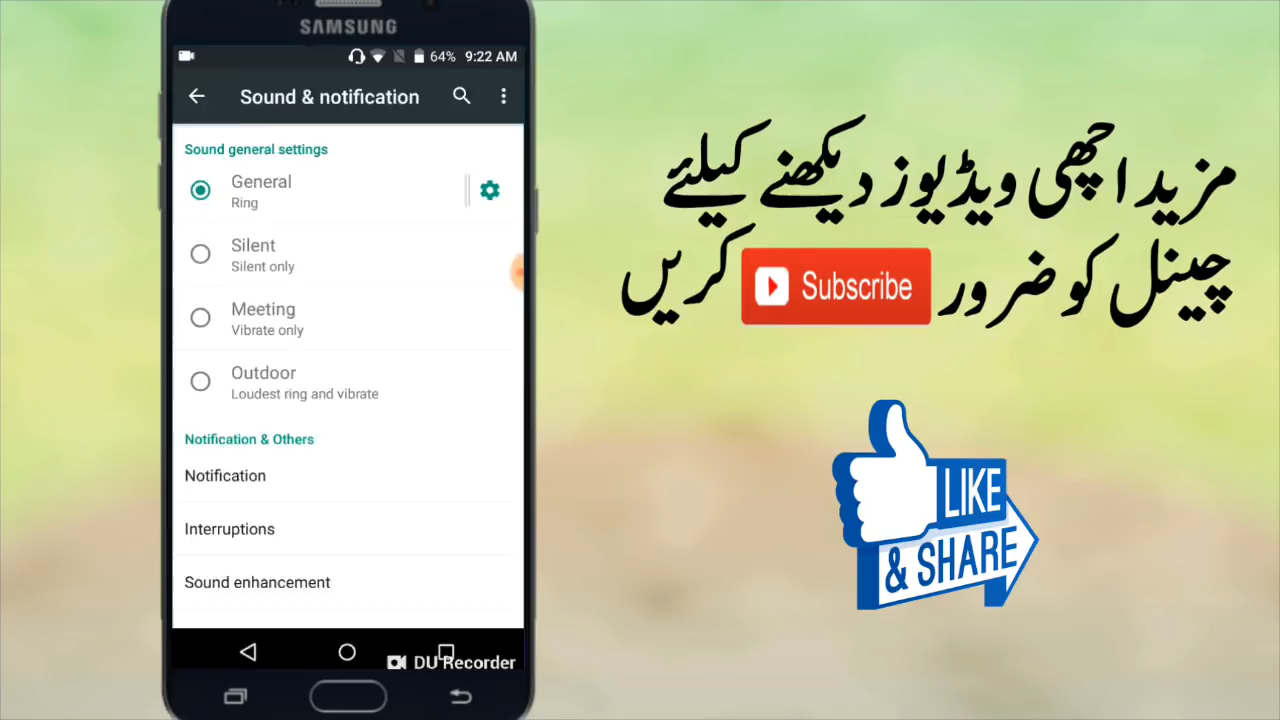 SAMSUNG
64% 9:22 AM
Sound & notification
Sound general settings
General
Ring
Silent
Silent only
Meeting
Vibrate only
Outdoor
Loudest ring and vibrate
Notification & Others
Notification
Interruptions
Sound enhancement
DU Recorder
مزید اچھی ویڈیوز دیکھنے کیلئے
چینل کو ضرور Subscribe کریں
LIKE
& SHARE